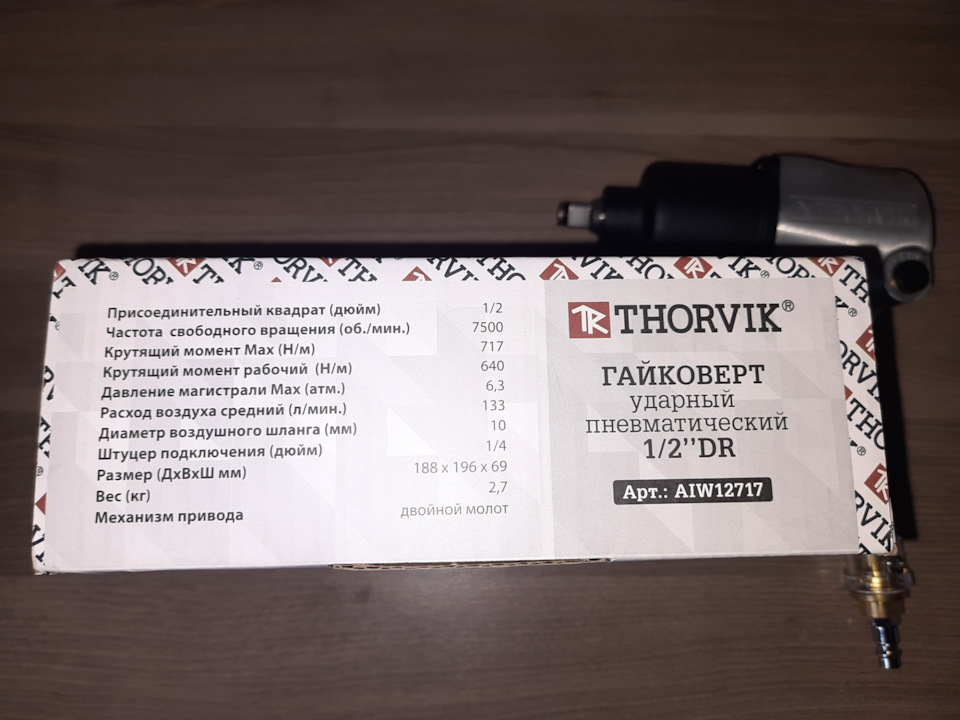 Присоединительный квадрат (дюйм) 1/2
Частота свободного вращения (об./мин.) 7500
Крутящий момент Max (Н/м) 717
Крутящий момент рабочий (Н/м) 640
Давление магистрали Max (атм.) 6,3
Расход воздуха средний (л/мин.) 133
Диаметр воздушного шланга (мм) 10
Штуцер подключения (дюйм) 1/4
Размер (ДхВхШ мм) 188 x 196 x 69
Вес (кг) 2,7
Механизм привода двойной молот
THORVIK®
ГАЙКОВЕРТ
ударный
пневматический
1/2’’DR
Арт.: AIW12717